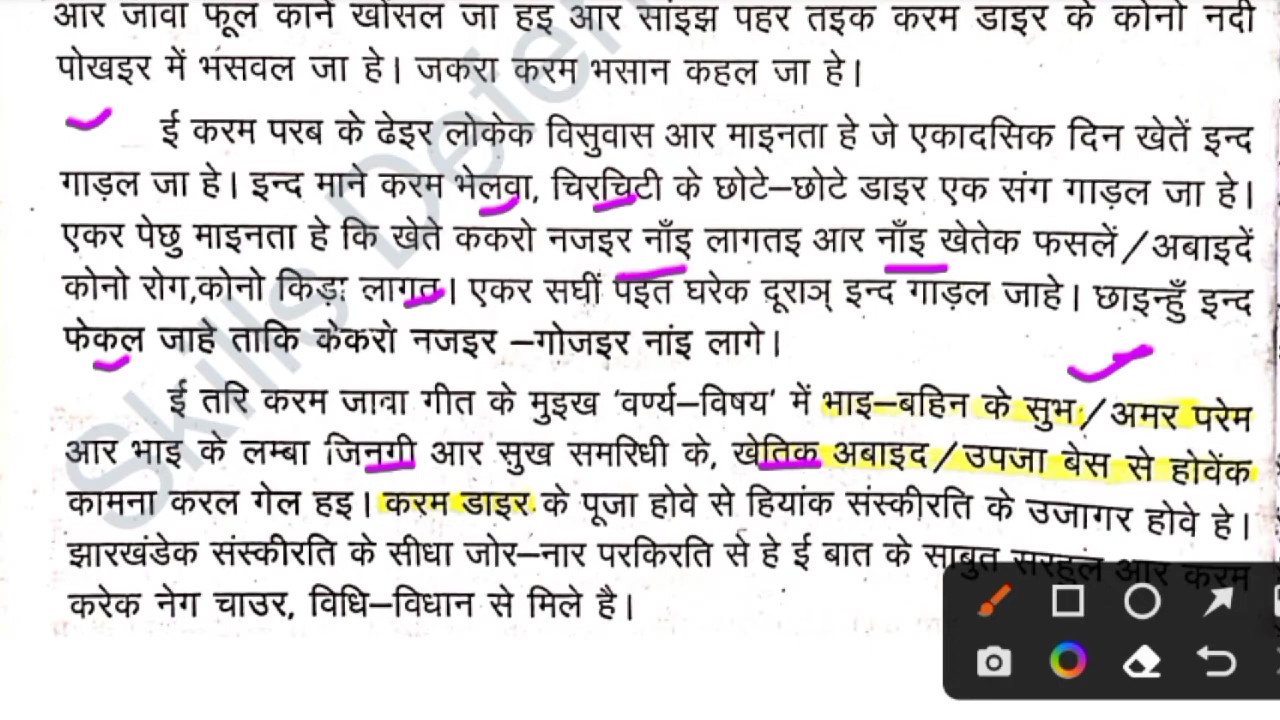 आर जावा फूल काने खोंसल जा हइ आर सांइझ पहर तइक करम डाइर के कोनो नदी
पोखइर में भंसवल जा हे। जकरा करम भसान कहल जा हे।
ई करम परब के ढेइर लोकेक विसुवास आर माइनता हे जे एकादसिक दिन खेतें इन्द
गाड़ल जा हे। इन्द माने करम भेलवा, चिरचिटी के छोटे–छोटे डाइर एक संग गाड़ल जा हे।
एकर पेछु माइनता हे कि खेते ककरो नजइर नाँइ लागतइ आर नाँइ खेतेक फसलें/अबाइदें
कोनो रोग,कोनो किड़ा लागत। एकर सघीं पइत घरेक दूराञ् इन्द गाड़ल जाहे। छाइन्हुँ इन्द
फेकल जाहे ताकि केकरो नजइर –गोजइर नांइ लागे।
ई तरि करम जावा गीत के मुइख 'वर्ण्य–विषय' में भाइ–बहिन के सुभ/अमर परेम
आर भाइ के लम्बा जिनगी आर सुख समरिधी के, खेतिक अबाइद/उपजा बेस से होवेंक
कामना करल गेल हइ। करम डाइर के पूजा होवे से हियांक संस्कीरति के उजागर होवे हे।
झारखंडेक संस्कीरति के सीधा जोर–नार परकिरति से हे ई बात के साबुत सरहुल आर करम
करेक नेग चाउर, विधि–विधान से मिले है।
Skills